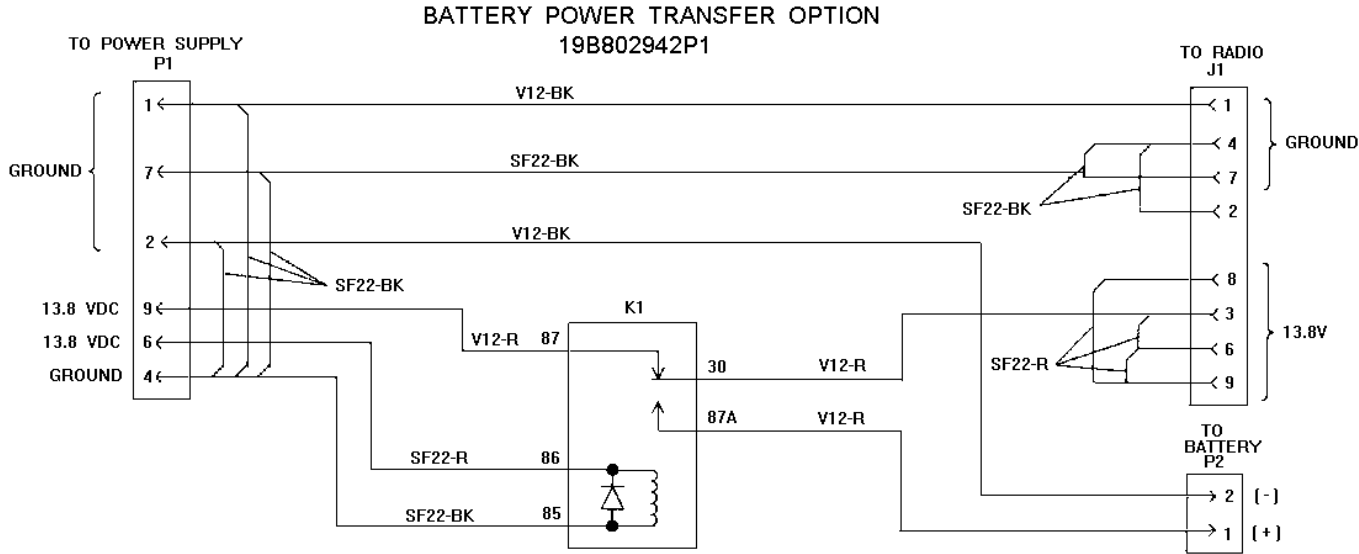 BATTERY POWER TRANSFER OPTION
19B802942P1
TO POWER SUPPLY
P1
TO RADIO
J1
1
V12-BK
1
4
GROUND
GROUND
7
SF22-BK
7
SF22-BK
2
2
V12-BK
SF22-BK
8
13.8 VDC 9
K1
3
13.8V
13.8 VDC 6
V12-R 87
6
30
V12-R
SF22-R
GROUND 4
9
87A
V12-R
TO
BATTERY
P2
SF22-R 86
2 (-)
SF22-BK 85
1 (+)